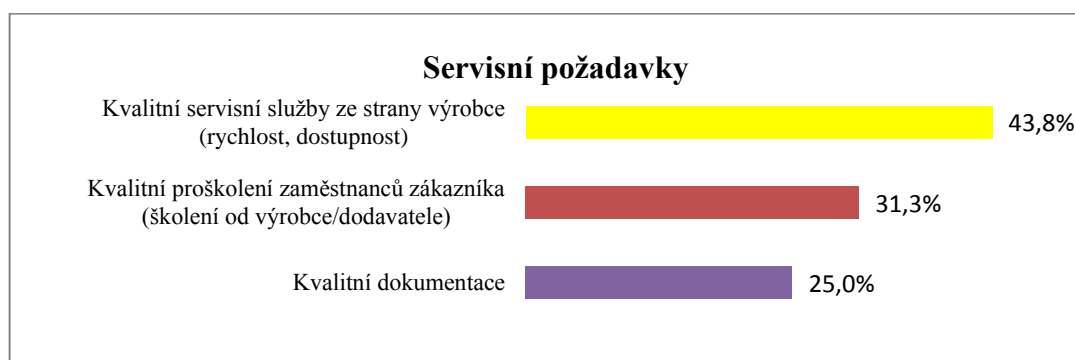 Servisní požadavky
Kvalitní servisní služby ze strany výrobce
(rychlost, dostupnost)
43,8%
Kvalitní proškolení zaměstnanců zákazníka
(školení od výrobce/dodavatele)
31,3%
Kvalitní dokumentace
25,0%